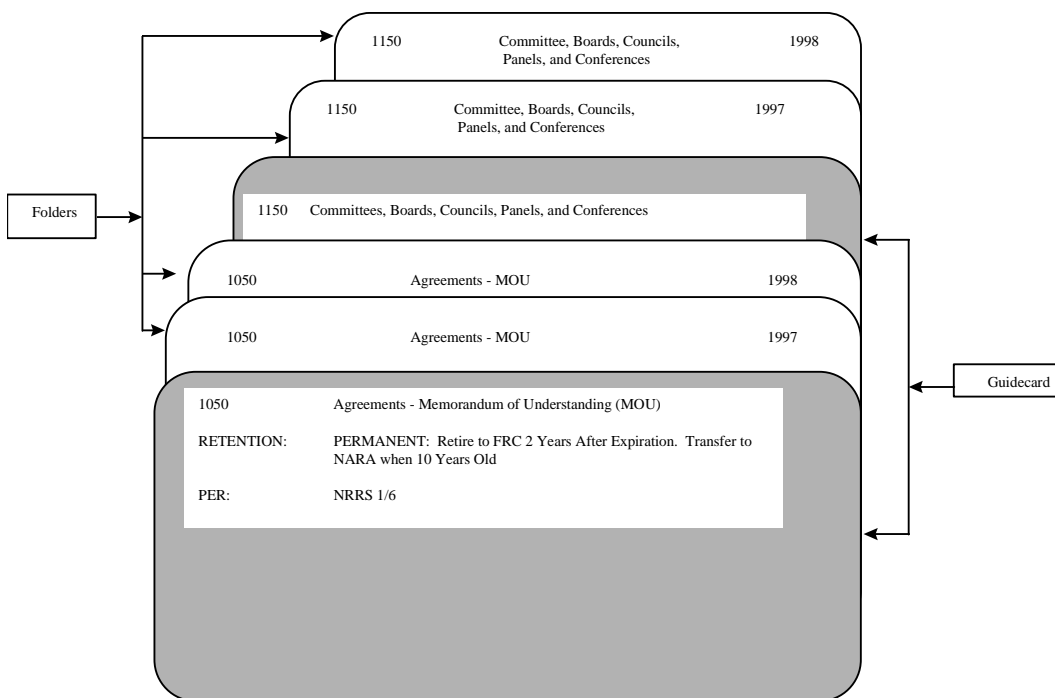 1150 Committee, Boards, Councils, 1998
Panels, and Conferences
1150 Committee, Boards, Councils, 1997
Panels, and Conferences
Folders
1150 Committees, Boards, Councils, Panels, and Conferences
1050 Agreements - MOU 1998
1050 Agreements - MOU 1997
Guidecard
1050 Agreements - Memorandum of Understanding (MOU)
RETENTION: PERMANENT: Retire to FRC 2 Years After Expiration. Transfer to
NARA when 10 Years Old
PER: NRRS 1/6